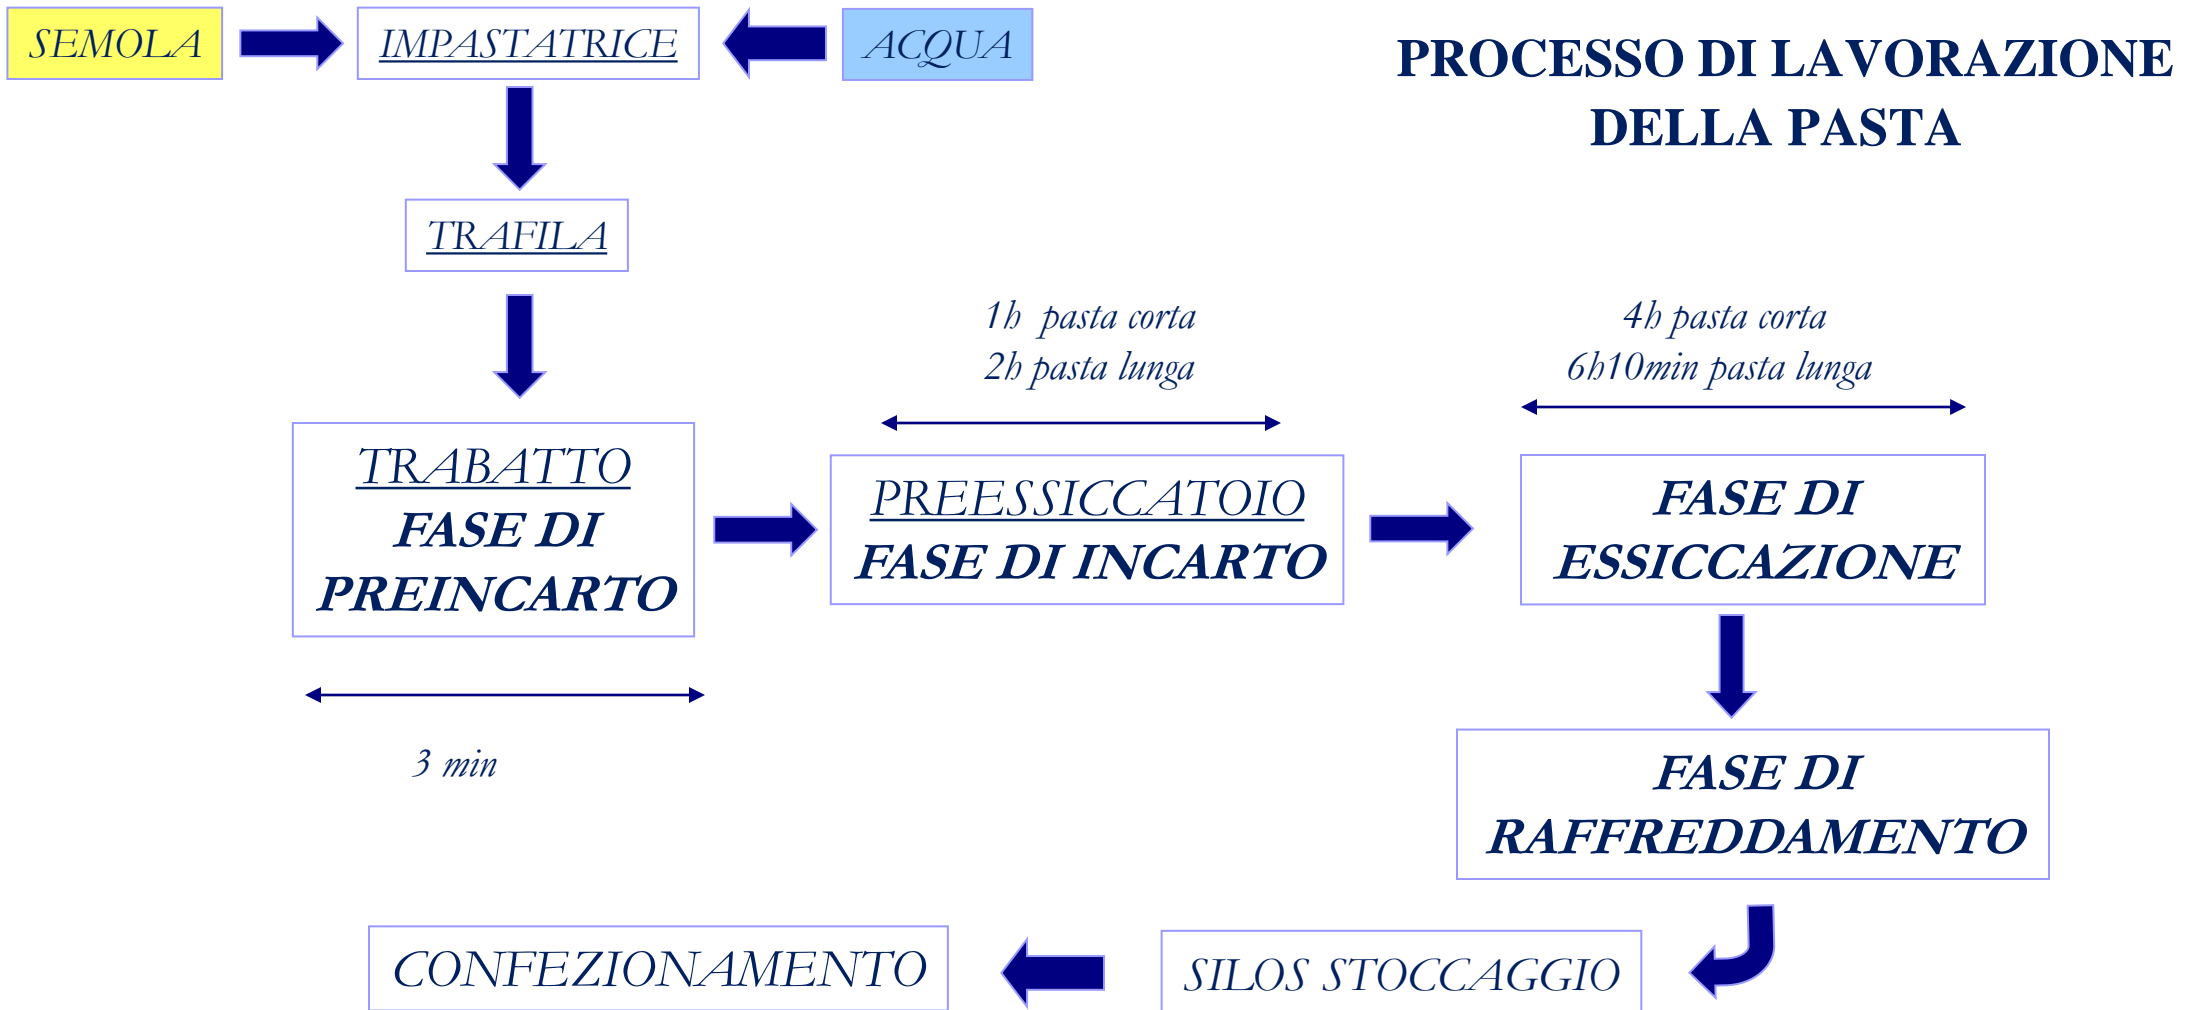 SEMOLA
IMPASTATRICE
ACQUA
PROCESSO DI LAVORAZIONE
DELLA PASTA
TRAFILA
1h pasta corta
2h pasta lunga
4h pasta corta
6h10min pasta lunga
TRABATTO
FASE DI
PREINCARTO
PREESSICCATOIO
FASE DI INCARTO
FASE DI
ESSICCAZIONE
3 min
FASE DI
RAFFREDDAMENTO
CONFEZIONAMENTO
SILOS STOCCAGGIO